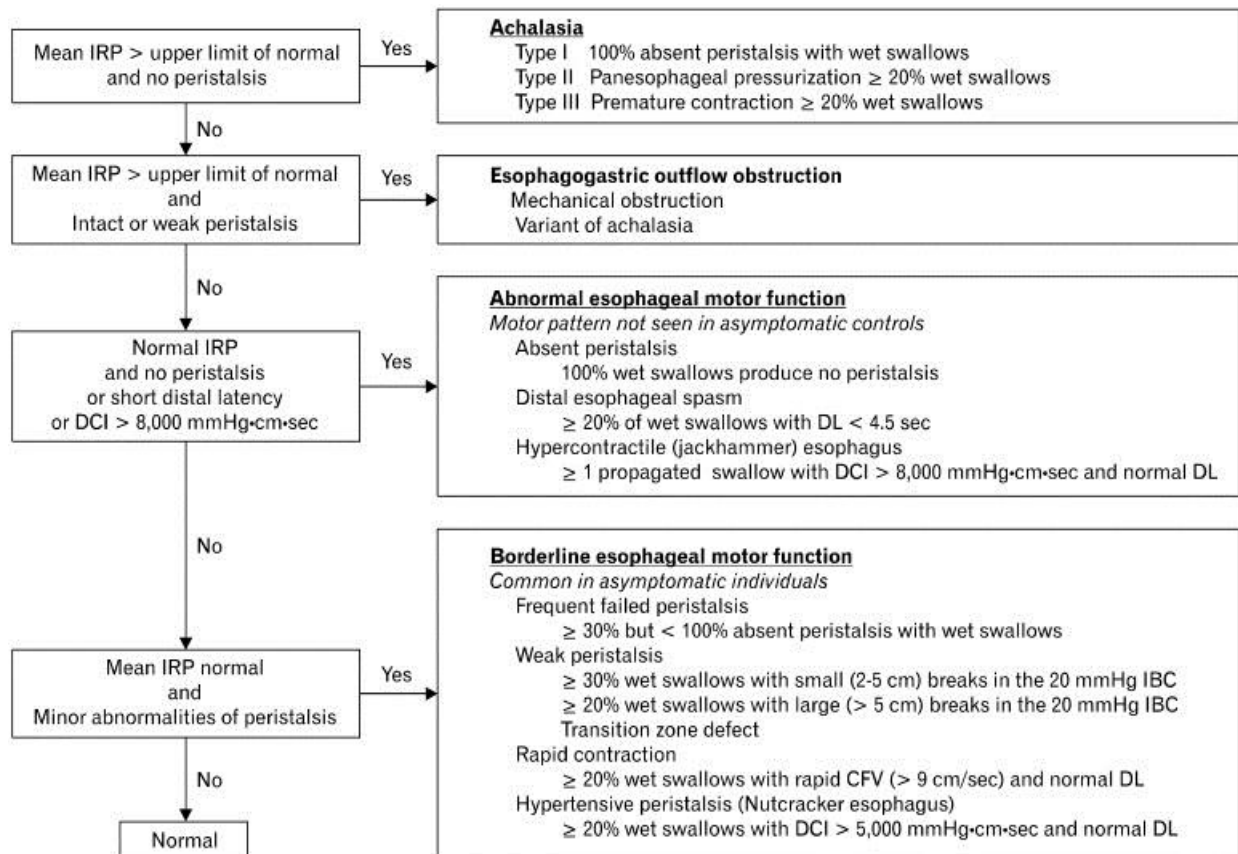 Mean IRP > upper limit of normal
and no peristalsis
Yes
Achalasia
Type I 100% absent peristalsis with wet swallows
Type II Panesophageal pressurization ≥ 20% wet swallows
Type III Premature contraction ≥ 20% wet swallows
No
Mean IRP > upper limit of normal
and
Intact or weak peristalsis
Yes
Esophagogastric outflow obstruction
Mechanical obstruction
Variant of achalasia
No
Normal IRP
and no peristalsis
or short distal latency
or DCI > 8,000 mmHg•cm•sec
Yes
Abnormal esophageal motor function
Motor pattern not seen in asymptomatic controls
Absent peristalsis
100% wet swallows produce no peristalsis
Distal esophageal spasm
≥ 20% of wet swallows with DL < 4.5 sec
Hypercontractile (jackhammer) esophagus
≥ 1 propagated swallow with DCI > 8,000 mmHg•cm•sec and normal DL
No
Mean IRP normal
and
Minor abnormalities of peristalsis
Yes
Borderline esophageal motor function
Common in asymptomatic individuals
Frequent failed peristalsis
≥ 30% but < 100% absent peristalsis with wet swallows
Weak peristalsis
≥ 30% wet swallows with small (2-5 cm) breaks in the 20 mmHg IBC
≥ 20% wet swallows with large (> 5 cm) breaks in the 20 mmHg IBC
Transition zone defect
Rapid contraction
≥ 20% wet swallows with rapid CFV (> 9 cm/sec) and normal DL
Hypertensive peristalsis (Nutcracker esophagus)
≥ 20% wet swallows with DCI > 5,000 mmHg•cm•sec and normal DL
No
Normal